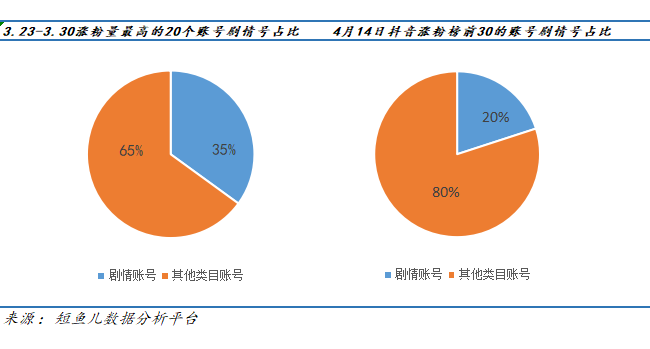 3.23-3.30涨粉量最高的20个账号剧情号占比
4月14日抖音涨粉榜前30的账号剧情号占比
35%
65%
20%
80%
剧情账号 其他类目账号
剧情账号 其他类目账号
来源：短鱼儿数据分析平台